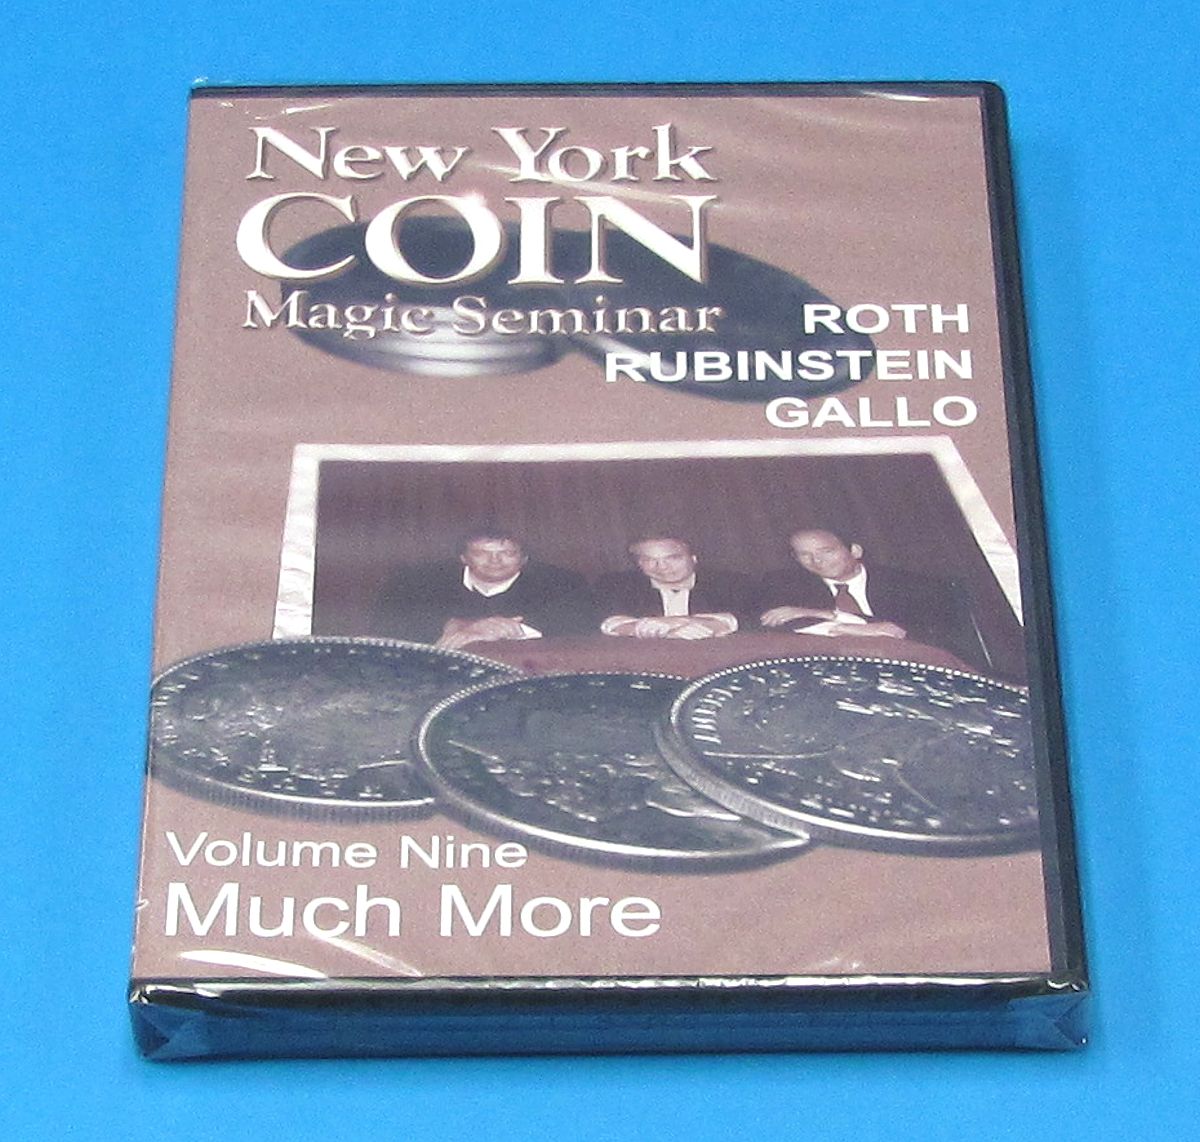 New York
COIN
Magic Seminar
ROTH
RUBINSTEIN
GALLO
Volume Nine
Much More